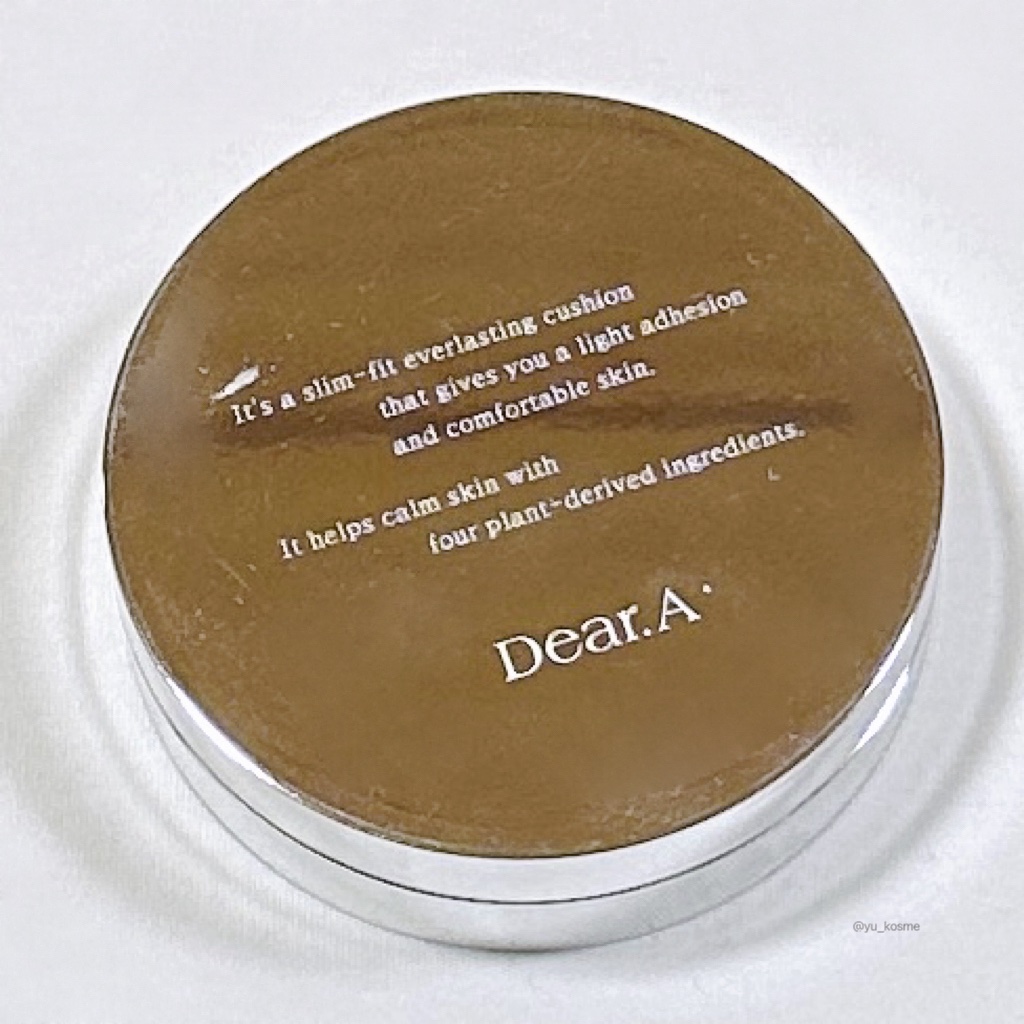 It's a slim-fit everlasting cushion
that gives you a light adhesion
and comfortable skin.
It helps calm skin with
four plant-derived ingredients.
Dear.A
@yu_kosme